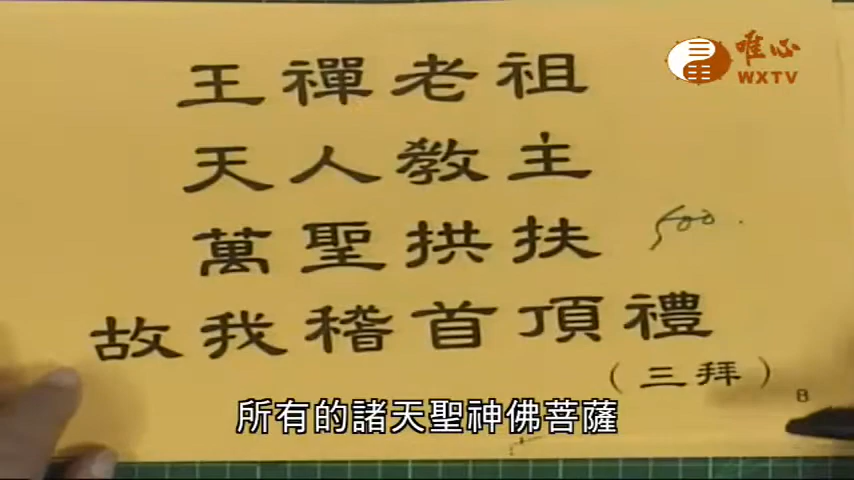 王禪老祖
天人教主
萬聖拱扶
故我稽首頂禮
（三拜）
500.
B
唯心
WXTV
所有的諸天聖神佛菩薩